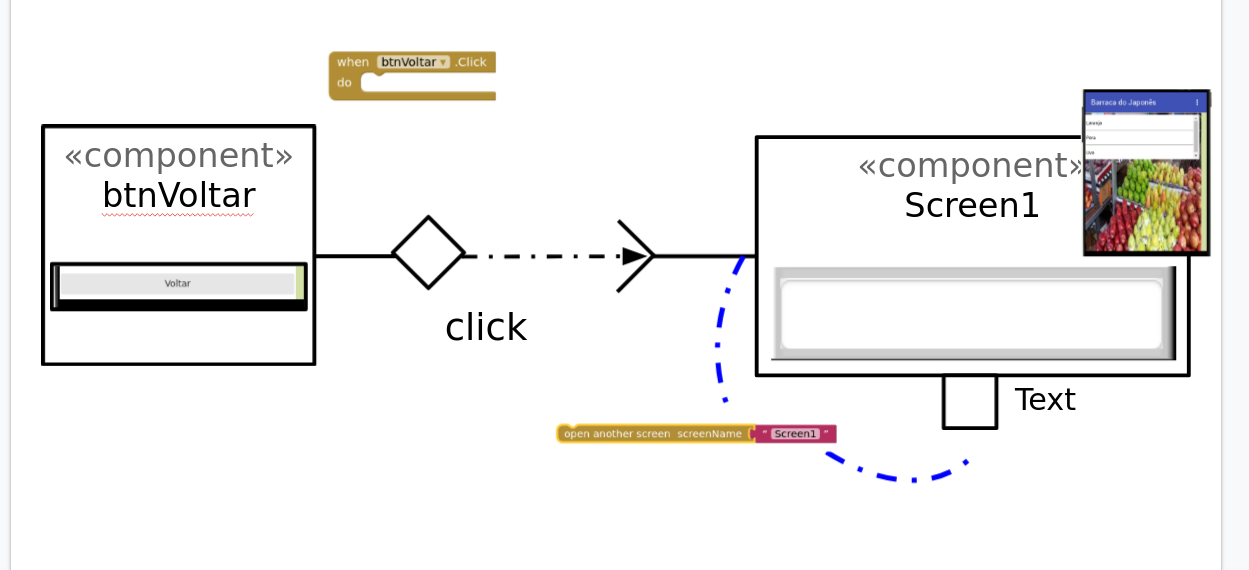 when btnVoltar .Click
do
«component»
btnVoltar
Voltar
click
Barraca do Japonês
«component»
Screen1
Laranja
Pera
Uva
Text
open another screen screenName " Screen1 "